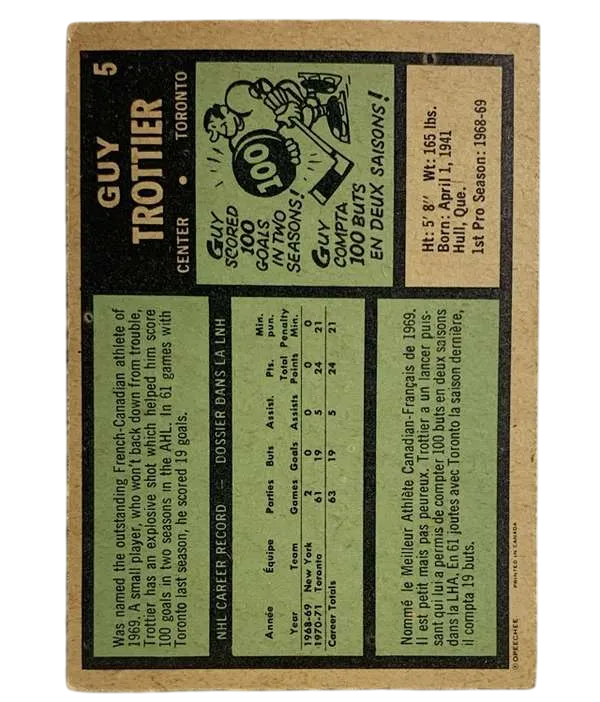 GUY 5
TROTTIER
CENTER • TORONTO
GUY
SCORED
100
GOALS
IN TWO
SEASONS!
100
GUY
COMPTA
100 BUTS
EN DEUX SAISONS!
Ht: 5' 8" Wt: 165 lbs.
Born: April 1, 1941
Hull, Que.
1st Pro Season: 1968-69
Was named the outstanding French-Canadian athlete of
1969. A small player, who won't back down from trouble,
Trottier has an explosive shot which helped him score
100 goals in two seasons in the AHL. In 61 games with
Toronto last season, he scored 19 goals.
NHL CAREER RECORD — DOSSIER DANS LA LNH
Année Équipe Parties Buts Assist. Pts. Min. pun.
Year Team Games Goals Assists Total Points Penalty Min.
1968-69 New York 2 0 0 0 0
1970-71 Toronto 61 19 5 24 21
Career Totals 63 19 5 24 21
Nommé le Meilleur Athlète Canadian-Français de 1969.
Il est petit mais pas peureux. Trottier a un lancer puis-
sant qui lui a permis de compter 100 buts en deux saisons
dans la LHA. En 61 joutes avec Toronto la saison dernière,
il compta 19 buts.
© OPEECHEE PRINTED IN CANADA